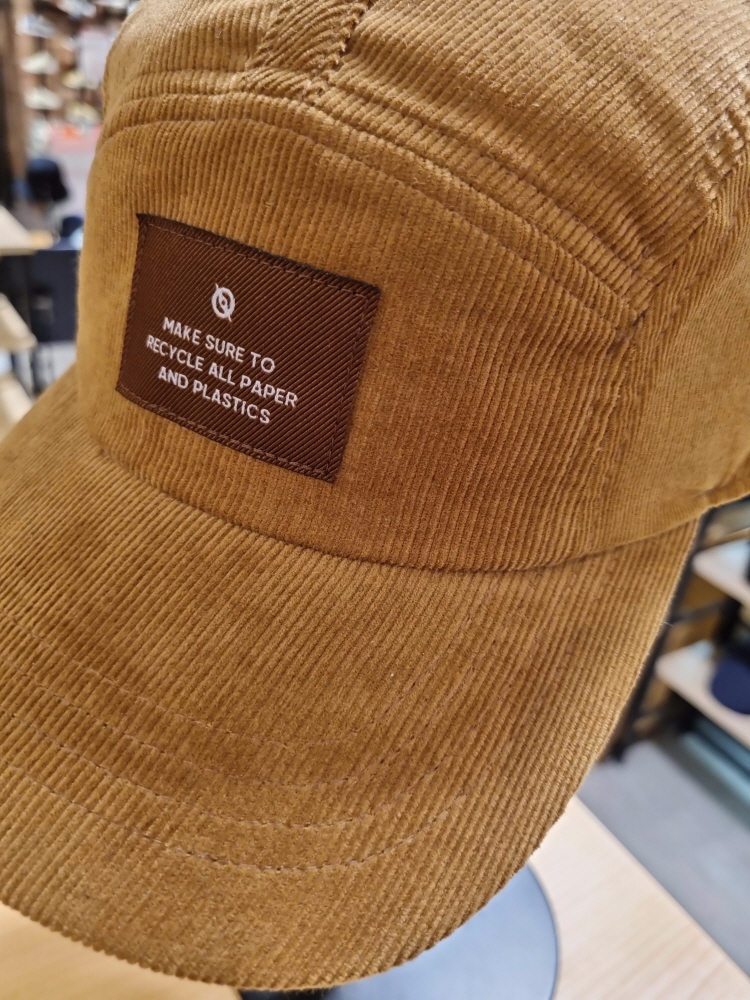 MAKE SURE TO
RECYCLE ALL PAPER
AND PLASTICS